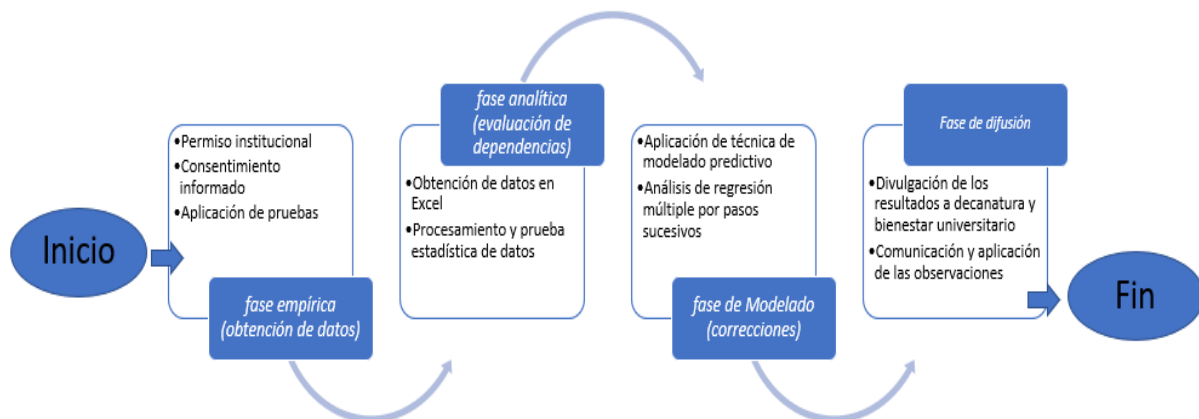 Inicio
•Permiso institucional
•Consentimiento
informado
•Aplicación de pruebas
fase empírica
(obtención de datos)
fase analítica
(evaluación de
dependencias)
•Obtención de datos en
Excel
•Procesamiento y prueba
estadística de datos
•Aplicación de técnica de
modelado predictivo
•Análisis de regresión
múltiple por pasos
sucesivos
fase de Modelado
(correcciones)
Fase de difusión
•Divulgación de los
resultados a decanatura y
bienestar universitario
•Comunicación y aplicación
de las observaciones
Fin